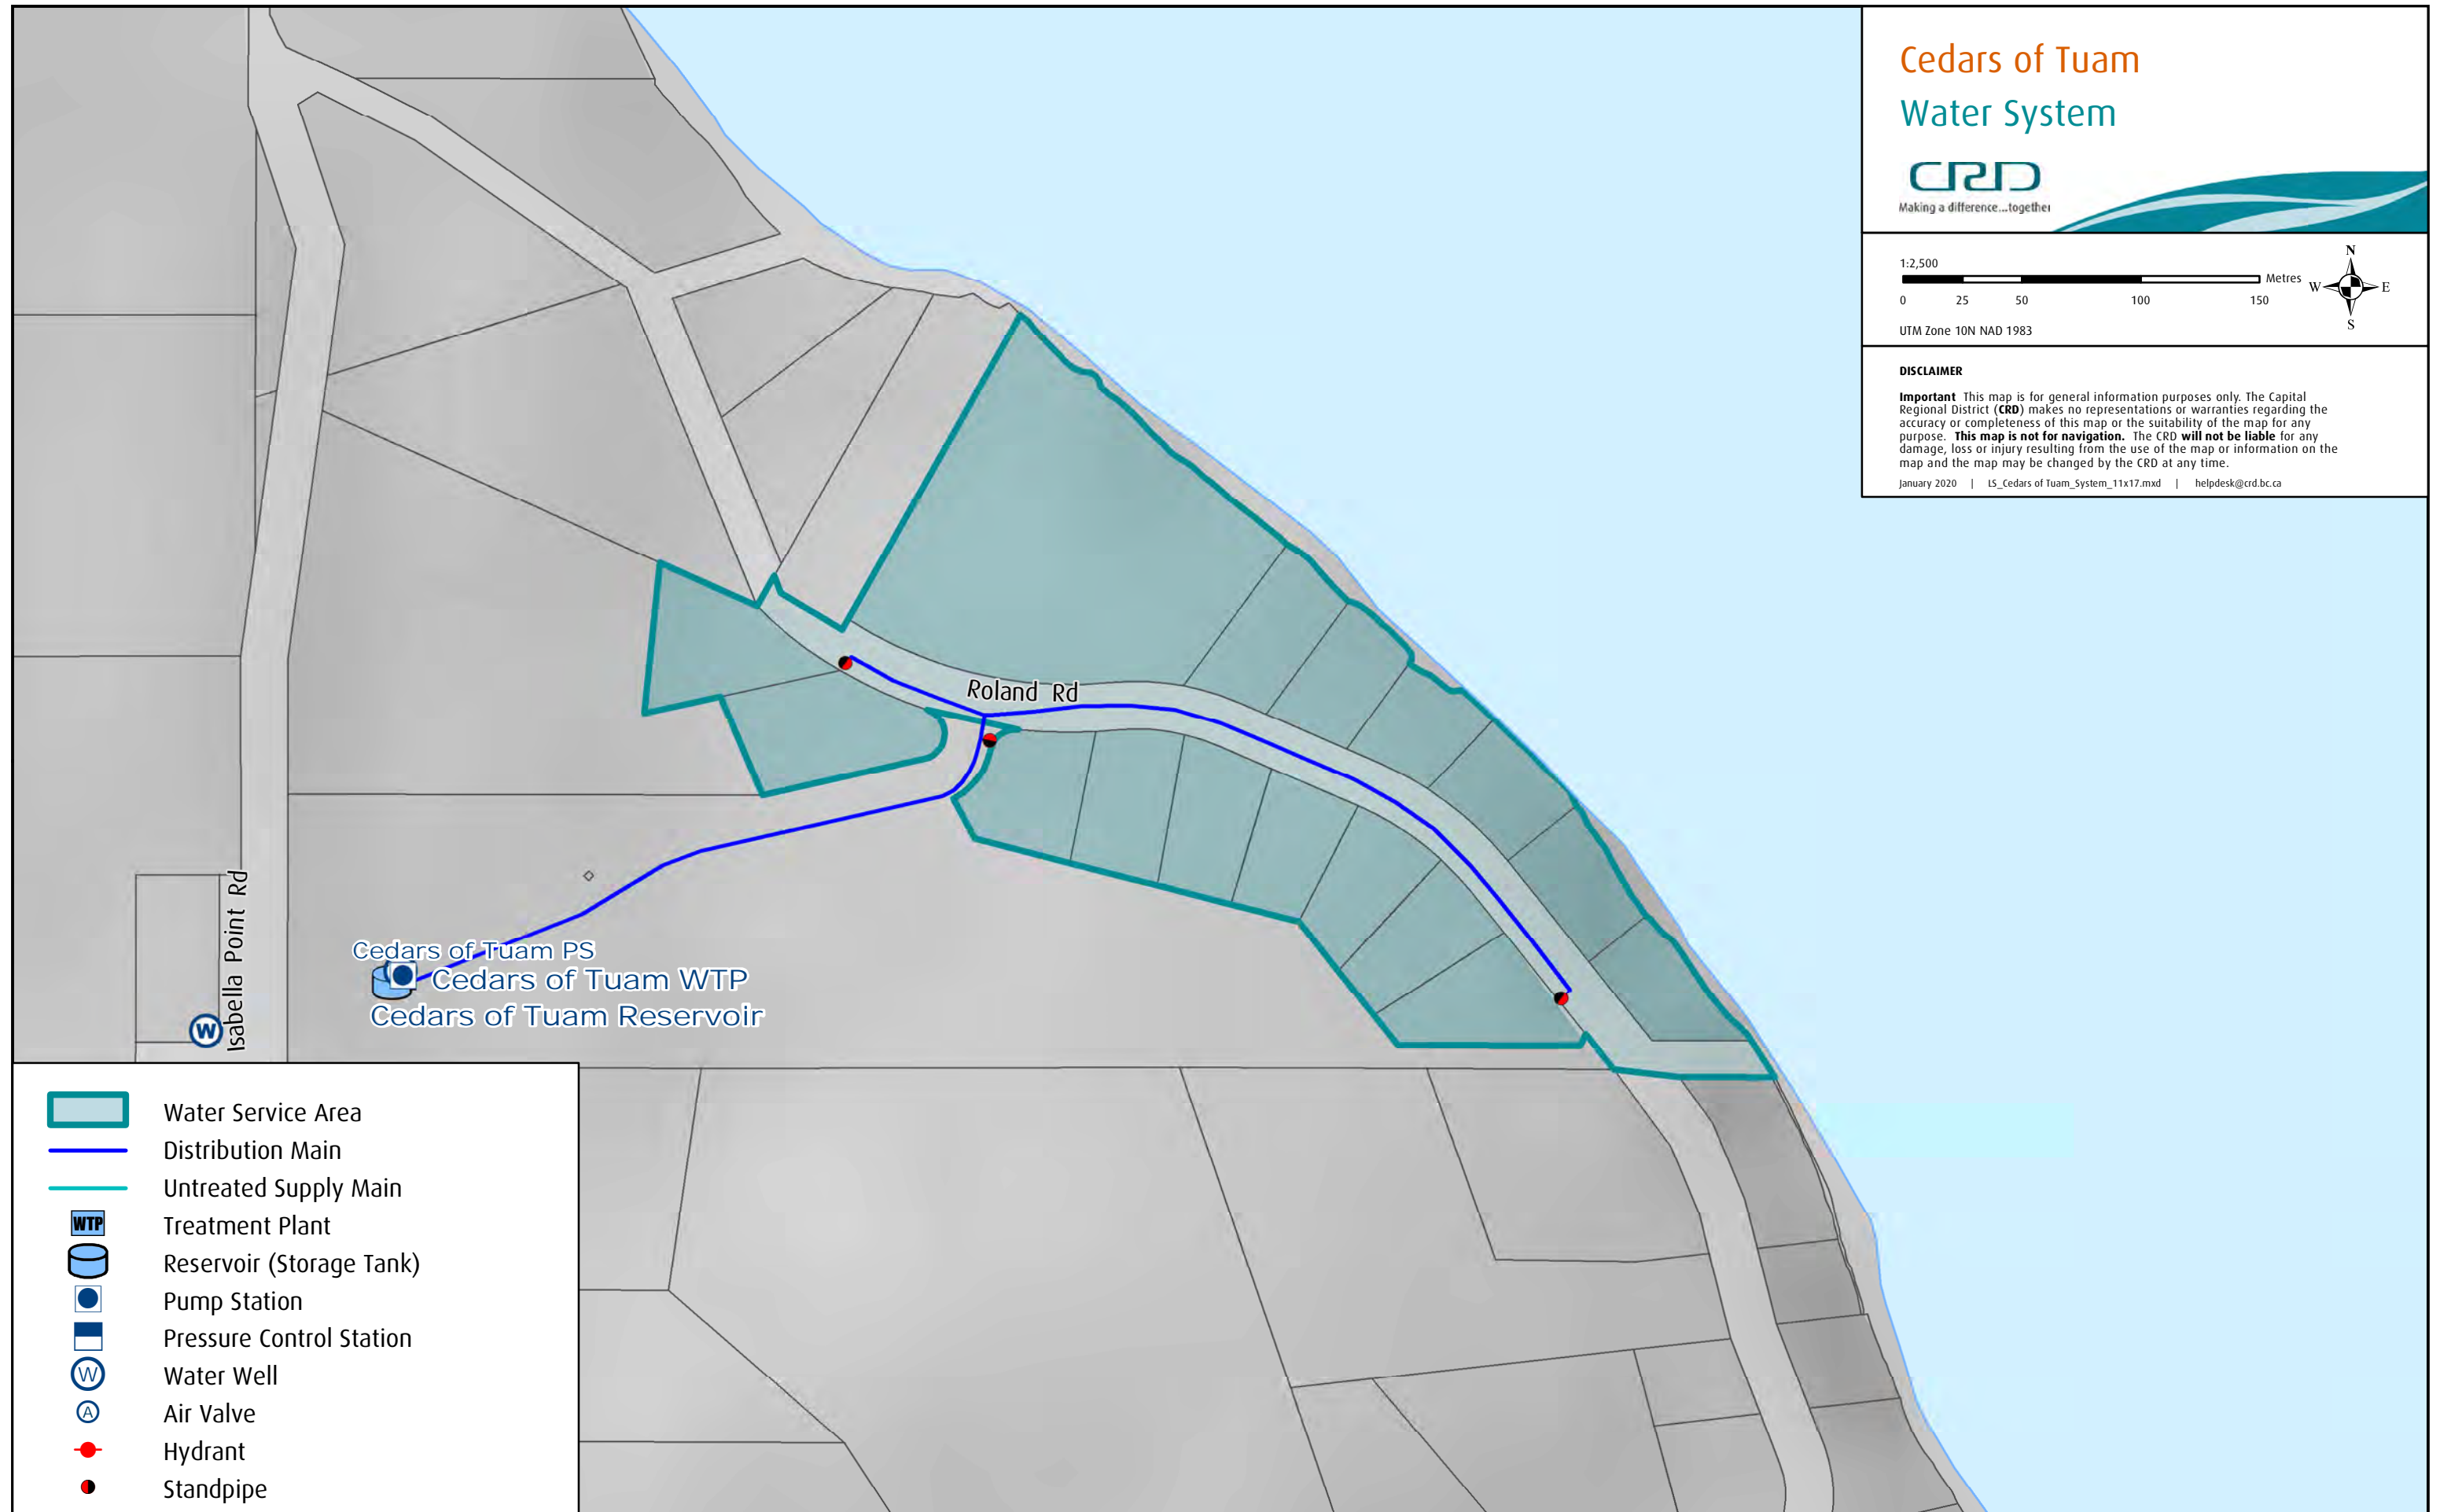 Cedars of Tuam
Water System
CRD
Making a difference...together
1:2,500
Metres
0 25 50 100 150
N
W E
S
UTM Zone 10N NAD 1983
DISCLAIMER
Important This map is for general information purposes only. The Capital
Regional District (CRD) makes no representations or warranties regarding the
accuracy or completeness of this map or the suitability of the map for any
purpose. This map is not for navigation. The CRD will not be liable for any
damage, loss or injury resulting from the use of the map or information on the
map and the map may be changed by the CRD at any time.
January 2020 | LS_Cedars of Tuam_System_11x17.mxd | helpdesk@crd.bc.ca
Roland Rd
Isabella Point Rd
Cedars of Tuam PS
Cedars of Tuam WTP
Cedars of Tuam Reservoir
W
Water Service Area
Distribution Main
Untreated Supply Main
WTP Treatment Plant
Reservoir (Storage Tank)
Pump Station
Pressure Control Station
W Water Well
A Air Valve
Hydrant
Standpipe